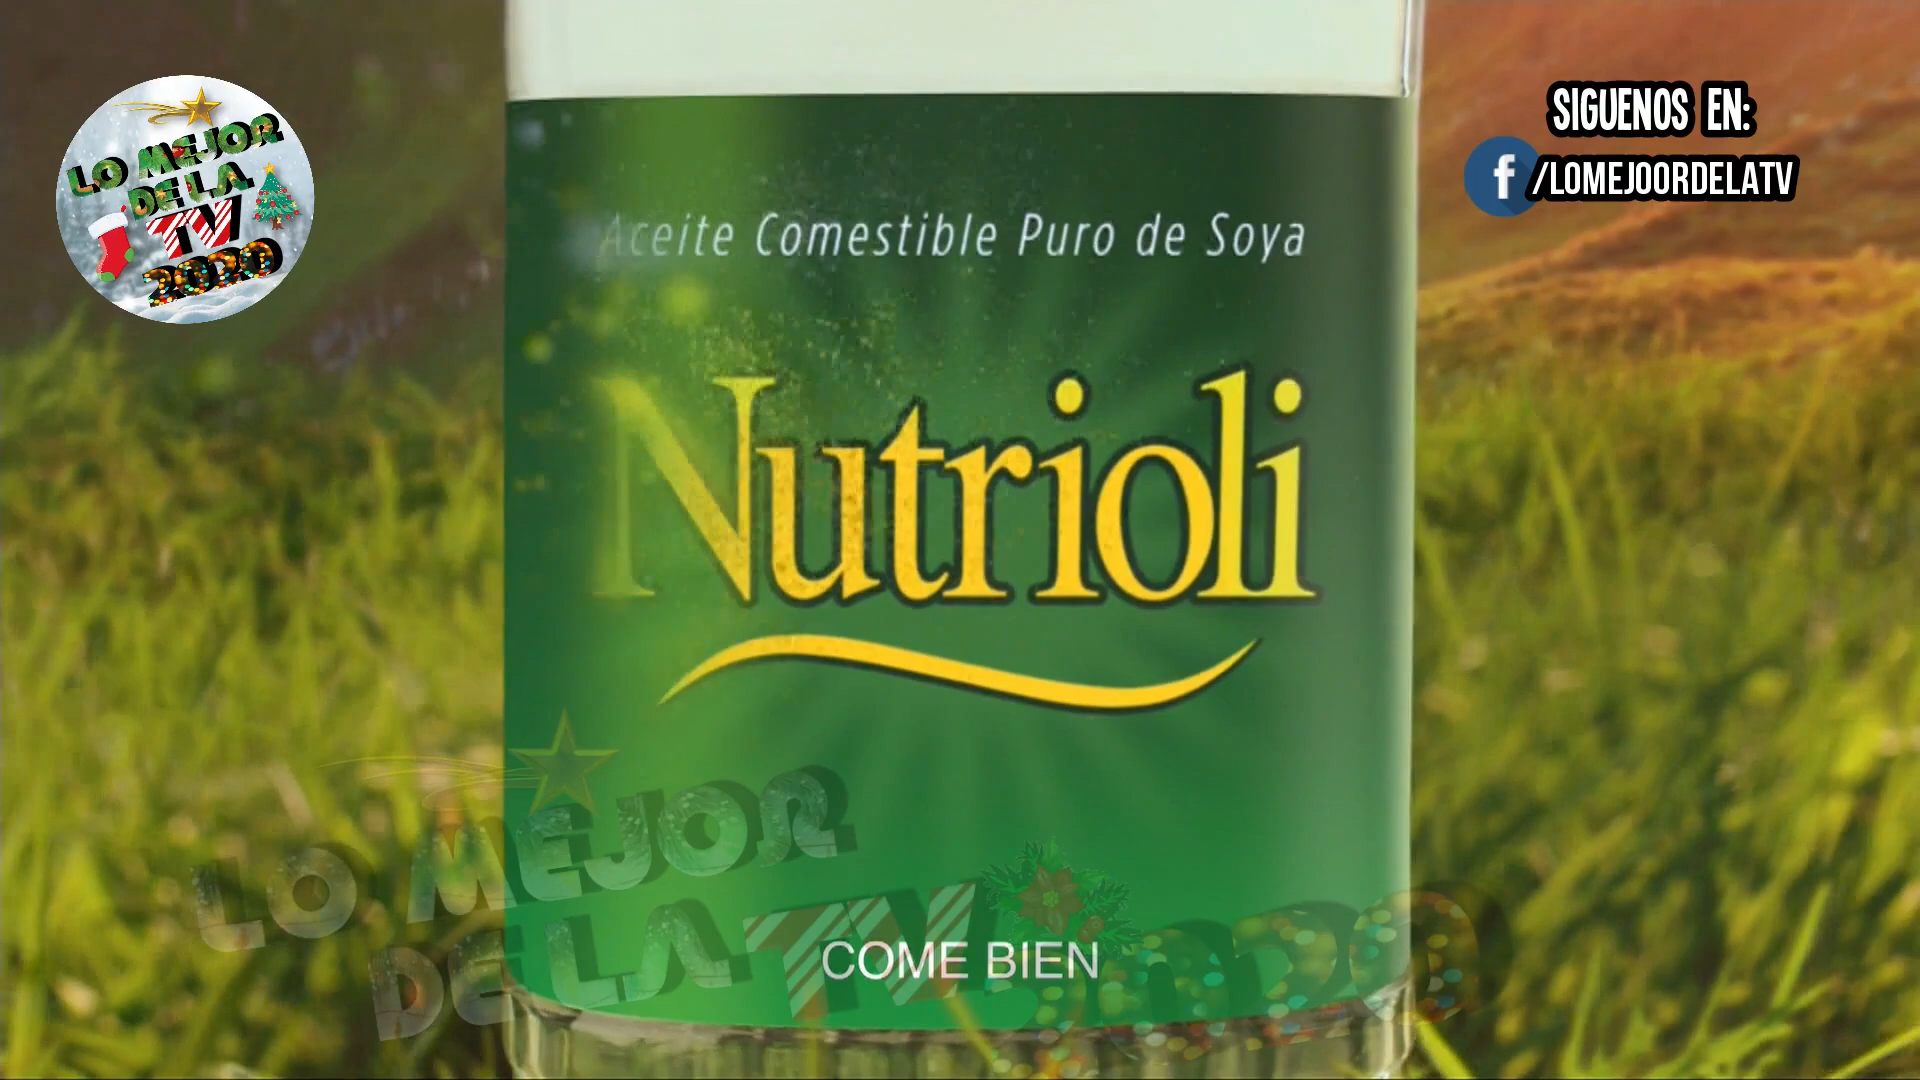 LO MEJOR
DE LA
TV
2020
SIGUENOS EN:
f/LOMEJOORDELATV
Aceite Comestible Puro de Soya
Nutrioli
LO MEJOR
DE LA TV 2020
COME BIEN